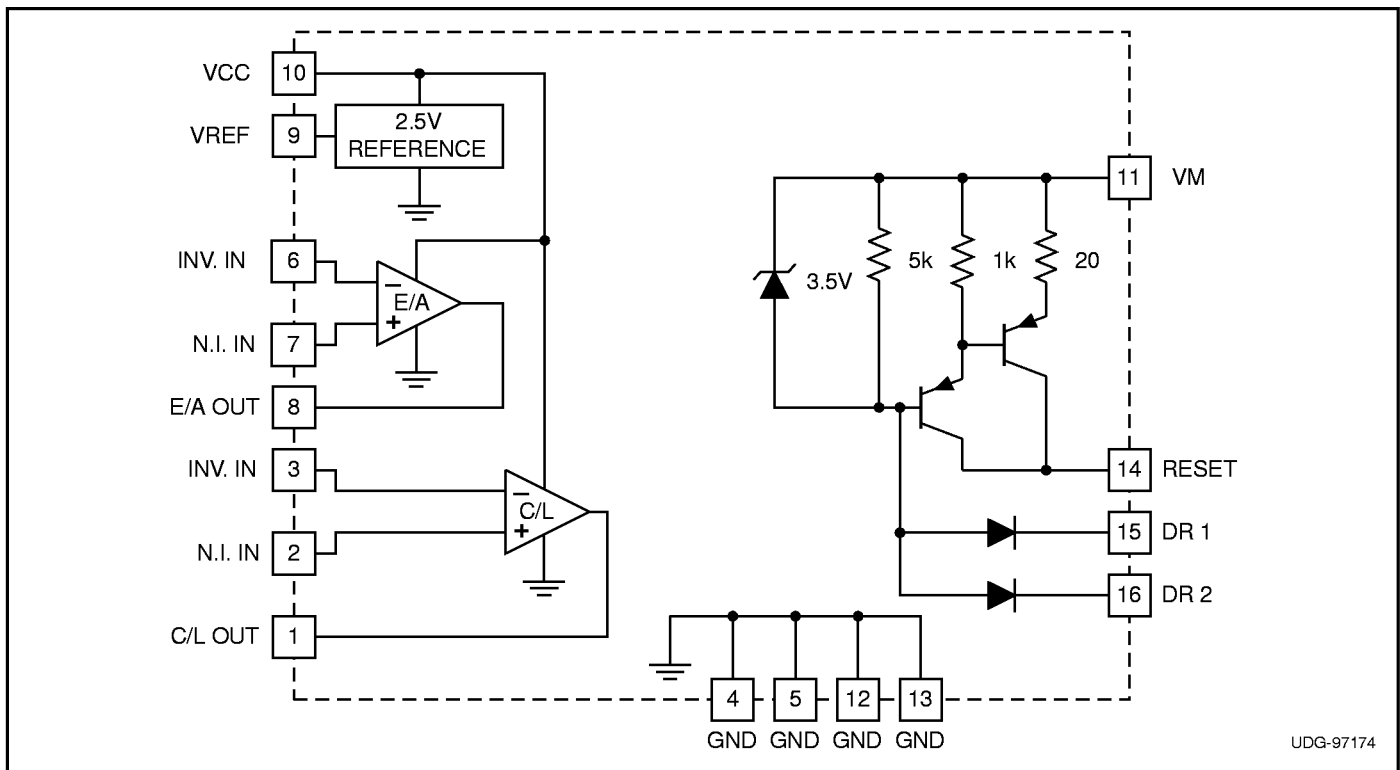 VCC 10
2.5V
REFERENCE
VREF 9
11 VM
INV. IN 6
− E/A +
N.I. IN 7
E/A OUT 8
3.5V 5k 1k 20
INV. IN 3
− C/L +
N.I. IN 2
C/L OUT 1
14 RESET
15 DR 1
16 DR 2
4 5 12 13
GND GND GND GND
UDG-97174